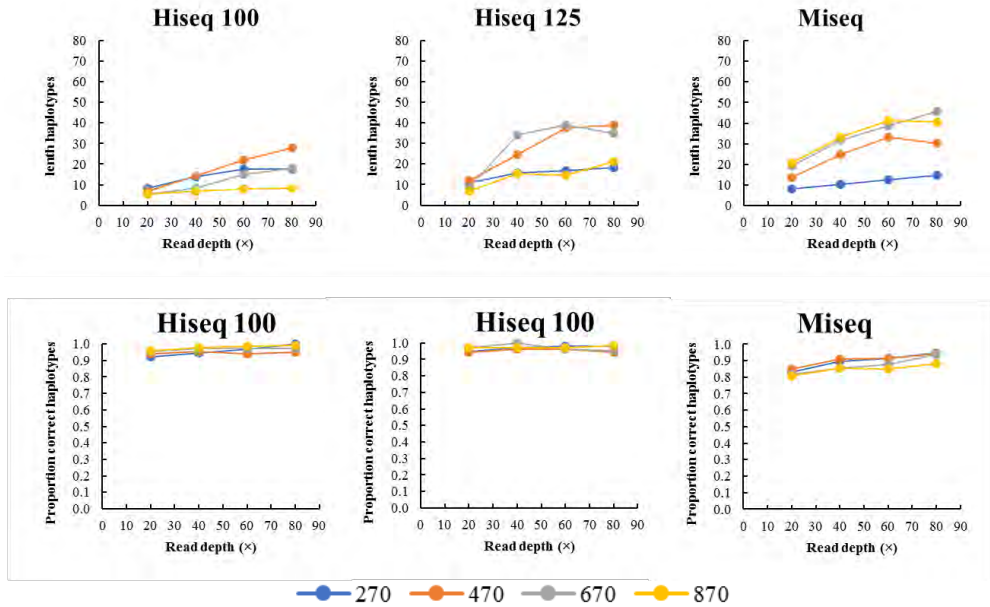 Hiseq 100
lenth haplotypes
80
70
60
50
40
30
20
10
0
0 10 20 30 40 50 60 70 80 90
Read depth (×)
Hiseq 125
lenth haplotypes
80
70
60
50
40
30
20
10
0
0 10 20 30 40 50 60 70 80 90
Read depth (×)
Miseq
lenth haplotypes
80
70
60
50
40
30
20
10
0
0 10 20 30 40 50 60 70 80 90
Read depth (×)
Hiseq 100
Proportion correct haplotypes
1.0
0.9
0.8
0.7
0.6
0.5
0.4
0.3
0.2
0.1
0.0
0 10 20 30 40 50 60 70 80 90
Read depth (×)
Hiseq 100
Proportion correct haplotypes
1.0
0.9
0.8
0.7
0.6
0.5
0.4
0.3
0.2
0.1
0.0
0 10 20 30 40 50 60 70 80 90
Read depth (×)
Miseq
Proportion correct haplotypes
1.0
0.9
0.8
0.7
0.6
0.5
0.4
0.3
0.2
0.1
0.0
0 10 20 30 40 50 60 70 80 90
Read depth (×)
270 470 670 870